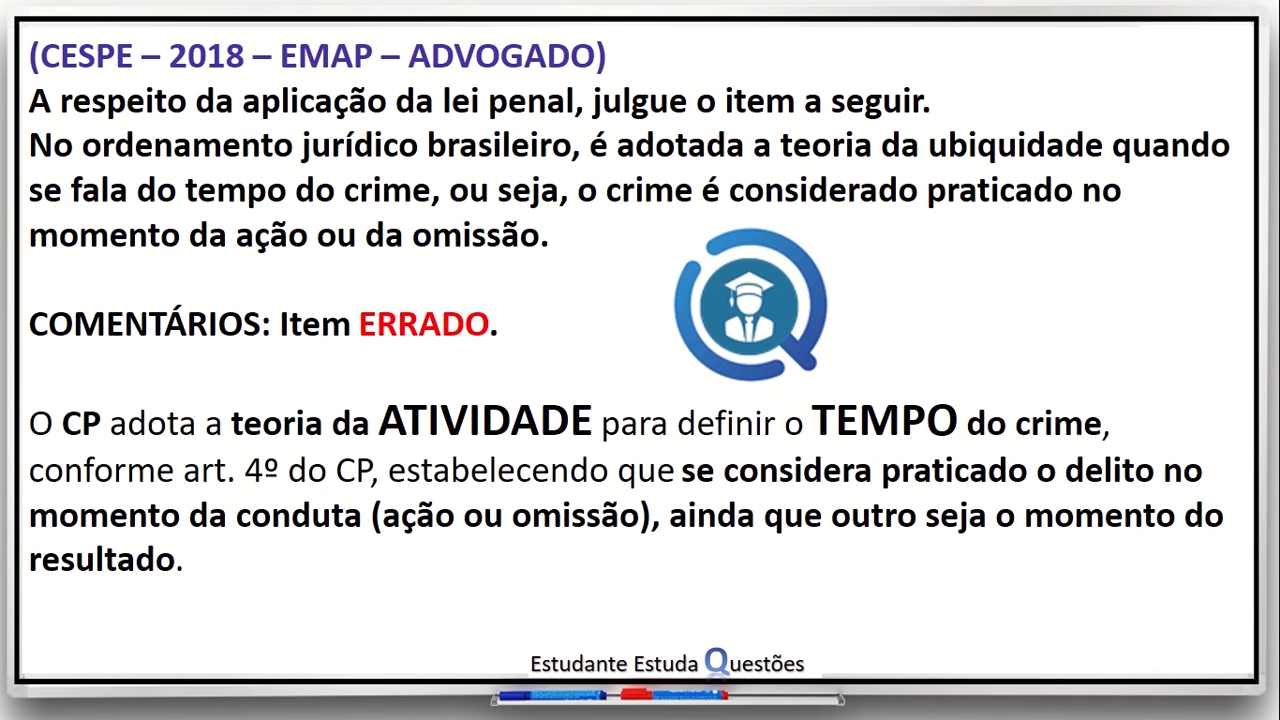 (CESPE – 2018 – EMAP – ADVOGADO)
A respeito da aplicação da lei penal, julgue o item a seguir.
No ordenamento jurídico brasileiro, é adotada a teoria da ubiquidade quando
se fala do tempo do crime, ou seja, o crime é considerado praticado no
momento da ação ou da omissão.
COMENTÁRIOS: Item ERRADO.
O CP adota a teoria da ATIVIDADE para definir o TEMPO do crime,
conforme art. 4º do CP, estabelecendo que se considera praticado o delito no
momento da conduta (ação ou omissão), ainda que outro seja o momento do
resultado.
Estudante Estuda Questões